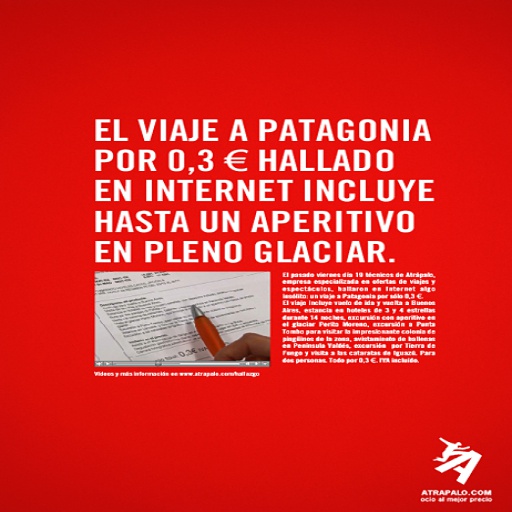 EL VIAJE A PATAGONIA
POR 0,3 € HALLADO
EN INTERNET INCLUYE
HASTA UN APERITIVO
EN PLENO GLACIAR.
El pasado viernes día 19 técnicos de Atrápalo,
empresa especializada en ofertas de viajes y
espectáculos, hallaron en Internet algo
insólito: un viaje a Patagonia por sólo 0,3 €.
El viaje incluye vuelo de ida y vuelta a Buenos
Aires, estancia en hoteles de 3 y 4 estrellas
durante 14 noches, excursión con aperitivo en
el glaciar Perito Moreno, excursión a Punta
Tombo para visitar la impresionante colonia de
pingüinos de la zona, avistamiento de ballenas
en Península Valdés, excursión por Tierra de
Fuego y visita a las cataratas de Iguazú. Para
dos personas. Todo por 0,3 €. IVA incluido.
0,3€
Vídeos y más información en www.atrapalo.com/hallazgo
ATRAPALO.COM
ocio al mejor precio